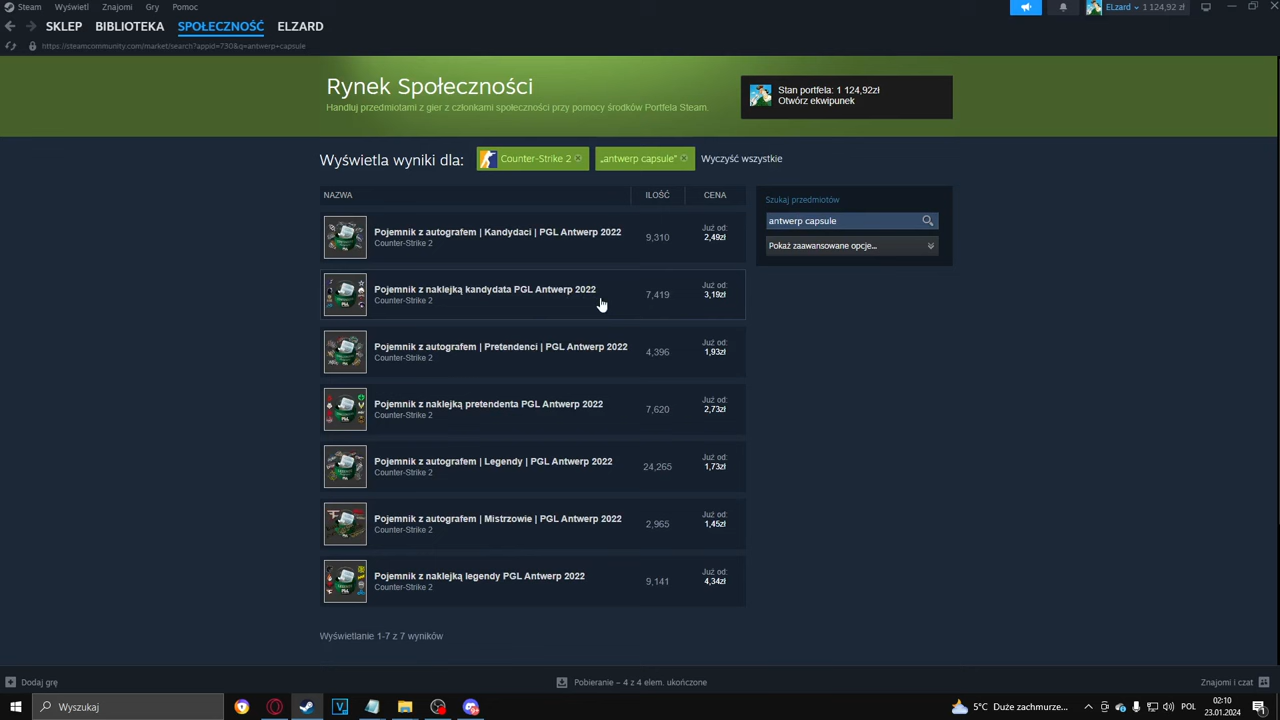 Steam Wyświetl Znajomi Gry Pomoc
ELzard 1 124,92 zł
SKLEP BIBLIOTEKA SPOŁECZNOŚĆ ELZARD
https://steamcommunity.com/market/search?appid=730&q=antwerp+capsule
Rynek Społeczności
Handluj przedmiotami z gier z członkami społeczności przy pomocy środków Portfela Steam.
Stan portfela: 1 124,92zł
Otwórz ekwipunek
Wyświetla wyniki dla: Counter-Strike 2 × „antwerp capsule” × Wyczyść wszystkie
NAZWA ILOŚĆ CENA
Szukaj przedmiotów
antwerp capsule
Pokaż zaawansowane opcje...
Pojemnik z autografem | Kandydaci | PGL Antwerp 2022
Counter-Strike 2
9,310
Już od:
2,49zł
Pojemnik z naklejką kandydata PGL Antwerp 2022
Counter-Strike 2
7,419
Już od:
3,19zł
Pojemnik z autografem | Pretendenci | PGL Antwerp 2022
Counter-Strike 2
4,396
Już od:
1,93zł
Pojemnik z naklejką pretendenta PGL Antwerp 2022
Counter-Strike 2
7,620
Już od:
2,73zł
Pojemnik z autografem | Legendy | PGL Antwerp 2022
Counter-Strike 2
24,265
Już od:
1,73zł
Pojemnik z autografem | Mistrzowie | PGL Antwerp 2022
Counter-Strike 2
2,965
Już od:
1,45zł
Pojemnik z naklejką legendy PGL Antwerp 2022
Counter-Strike 2
9,141
Już od:
4,34zł
Wyświetlanie 1-7 z 7 wyników
Dodaj grę
Pobieranie – 4 z 4 elem. ukończone
Znajomi i czat
Wyszukaj
5°C Duże zachmurze...
POL
02:10
23.01.2024